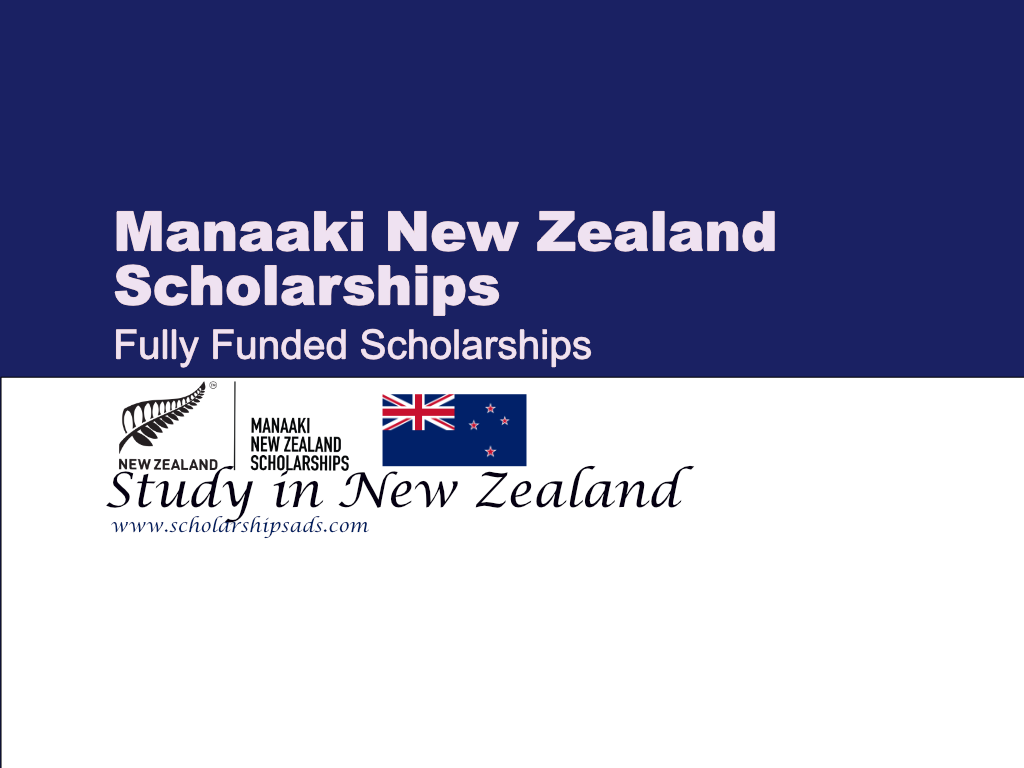 Manaaki New Zealand
Scholarships
Fully Funded Scholarships
TM
NEW ZEALAND
MANAAKI
NEW ZEALAND
SCHOLARSHIPS
Study in New Zealand
www.scholarshipsads.com